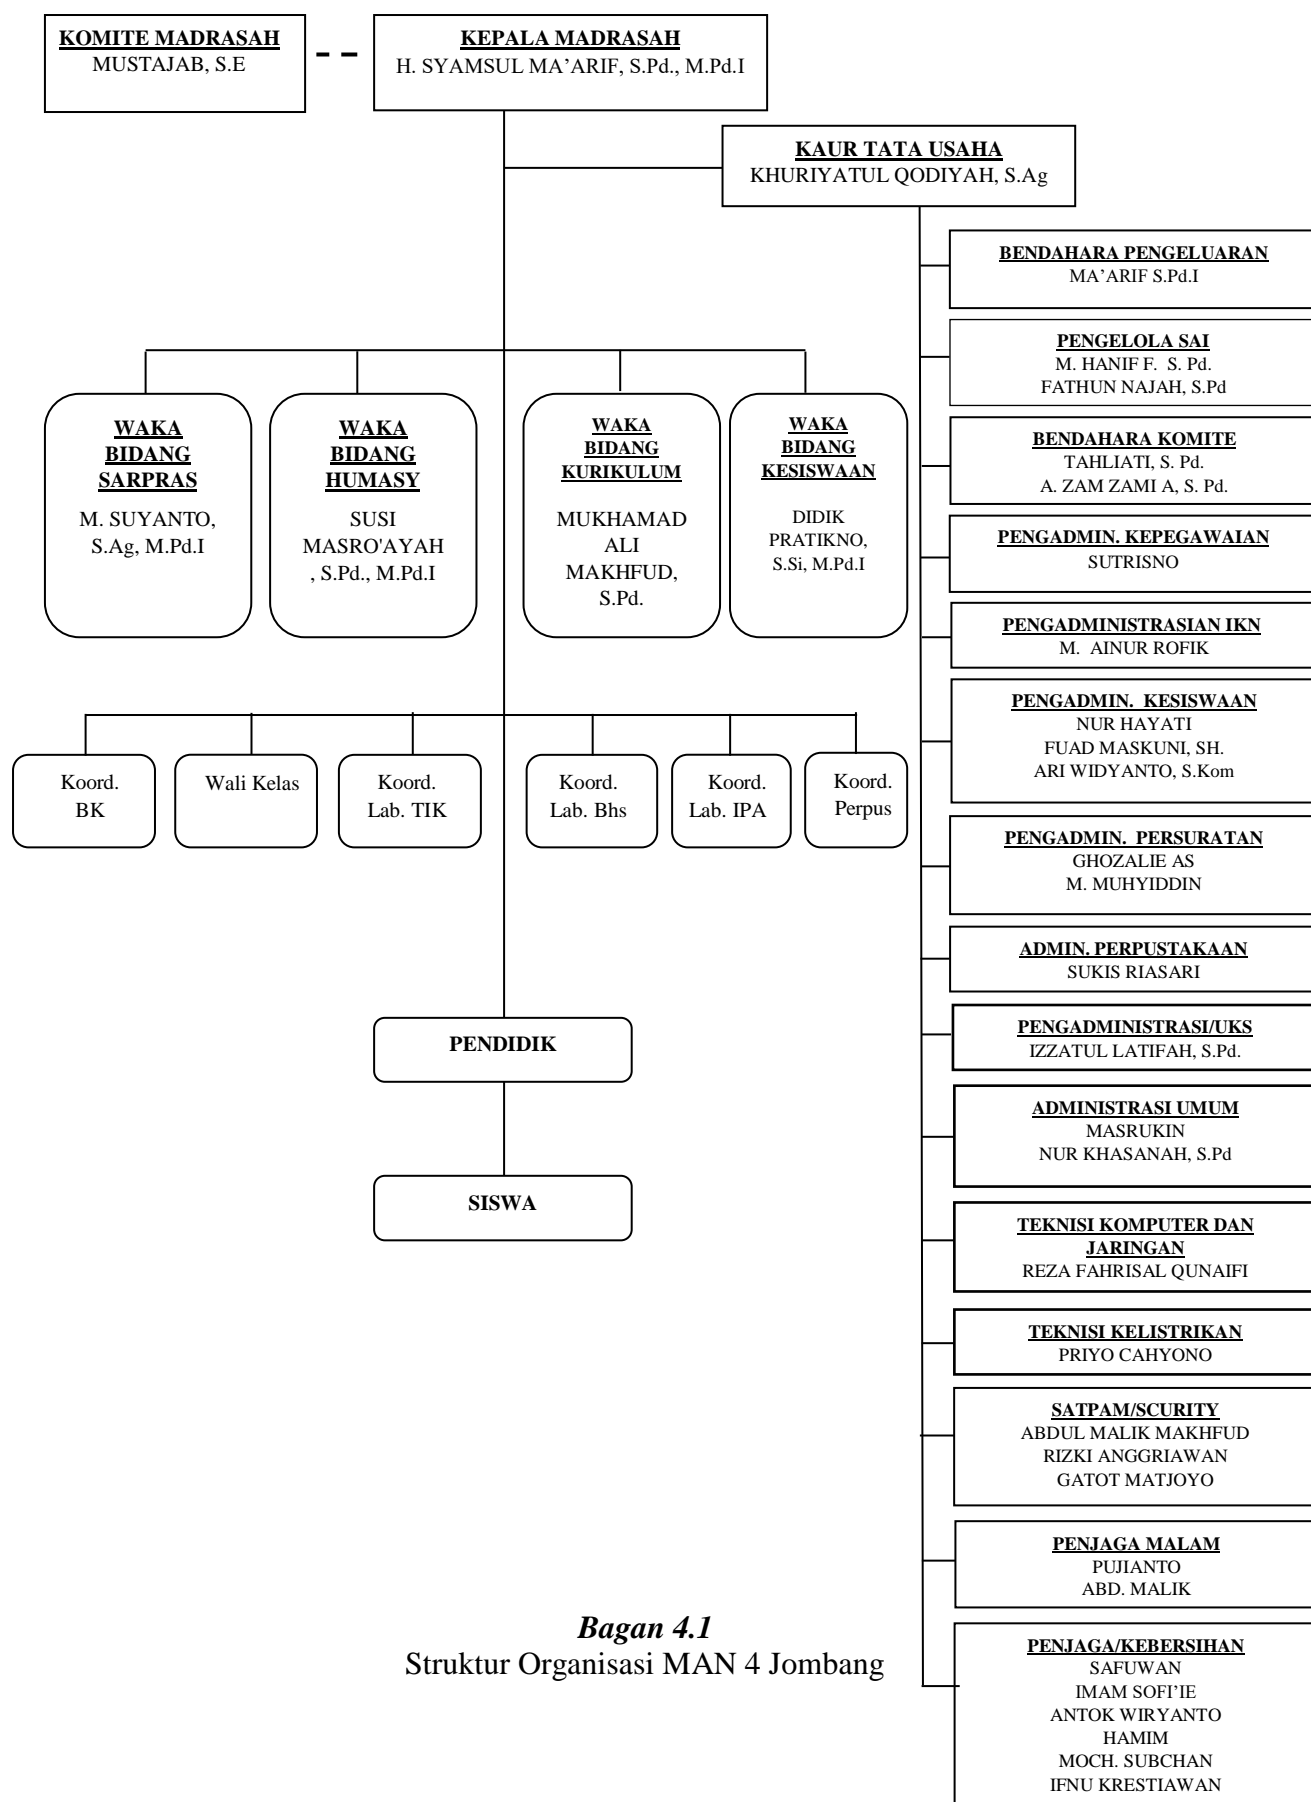 KOMITE MADRASAH
MUSTAJAB, S.E
KEPALA MADRASAH
H. SYAMSUL MA’ARIF, S.Pd., M.Pd.I
KAUR TATA USAHA
KHURIYATUL QODIYAH, S.Ag
WAKA
BIDANG
SARPRAS
M. SUYANTO,
S.Ag, M.Pd.I
WAKA
BIDANG
HUMASY
SUSI
MASRO'AYAH
, S.Pd., M.Pd.I
WAKA
BIDANG
KURIKULUM
MUKHAMAD
ALI
MAKHFUD,
S.Pd.
WAKA
BIDANG
KESISWAAN
DIDIK
PRATIKNO,
S.Si, M.Pd.I
Koord.
BK
Wali Kelas
Koord.
Lab. TIK
Koord.
Lab. Bhs
Koord.
Lab. IPA
Koord.
Perpus
PENDIDIK
SISWA
BENDAHARA PENGELUARAN
MA’ARIF S.Pd.I
PENGELOLA SAI
M. HANIF F. S. Pd.
FATHUN NAJAH, S.Pd
BENDAHARA KOMITE
TAHLIATI, S. Pd.
A. ZAM ZAMI A, S. Pd.
PENGADMIN. KEPEGAWAIAN
SUTRISNO
PENGADMINISTRASIAN IKN
M. AINUR ROFIK
PENGADMIN. KESISWAAN
NUR HAYATI
FUAD MASKUNI, SH.
ARI WIDYANTO, S.Kom
PENGADMIN. PERSURATAN
GHOZALIE AS
M. MUHYIDDIN
ADMIN. PERPUSTAKAAN
SUKIS RIASARI
PENGADMINISTRASI/UKS
IZZATUL LATIFAH, S.Pd.
ADMINISTRASI UMUM
MASRUKIN
NUR KHASANAH, S.Pd
TEKNISI KOMPUTER DAN
JARINGAN
REZA FAHRISAL QUNAIFI
TEKNISI KELISTRIKAN
PRIYO CAHYONO
SATPAM/SCURITY
ABDUL MALIK MAKHFUD
RIZKI ANGGRIAWAN
GATOT MATJOYO
PENJAGA MALAM
PUJIANTO
ABD. MALIK
PENJAGA/KEBERSIHAN
SAFUWAN
IMAM SOFI’IE
ANTOK WIRYANTO
HAMIM
MOCH. SUBCHAN
IFNU KRESTIAWAN
Bagan 4.1
Struktur Organisasi MAN 4 Jombang